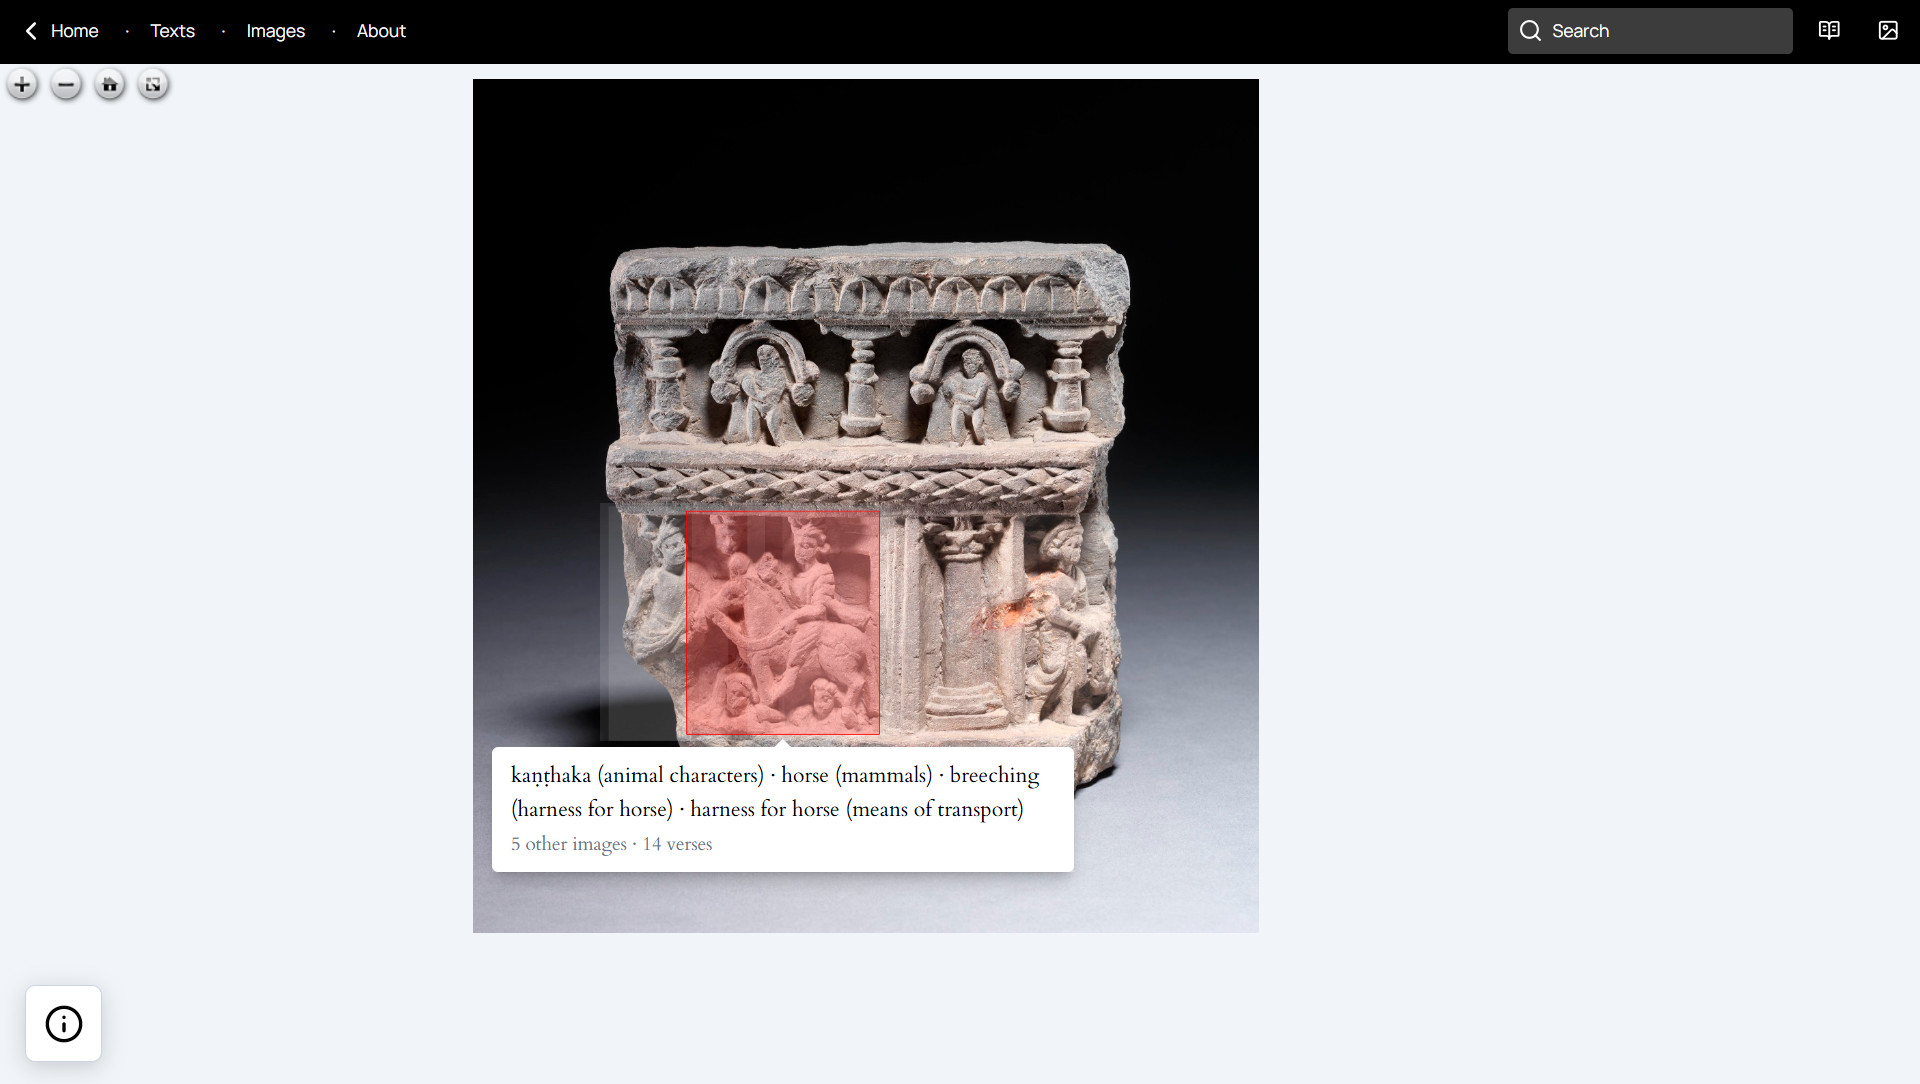 Home · Texts · Images · About
Search
kaṇṭhaka (animal characters) · horse (mammals) · breeching
(harness for horse) · harness for horse (means of transport)
5 other images · 14 verses